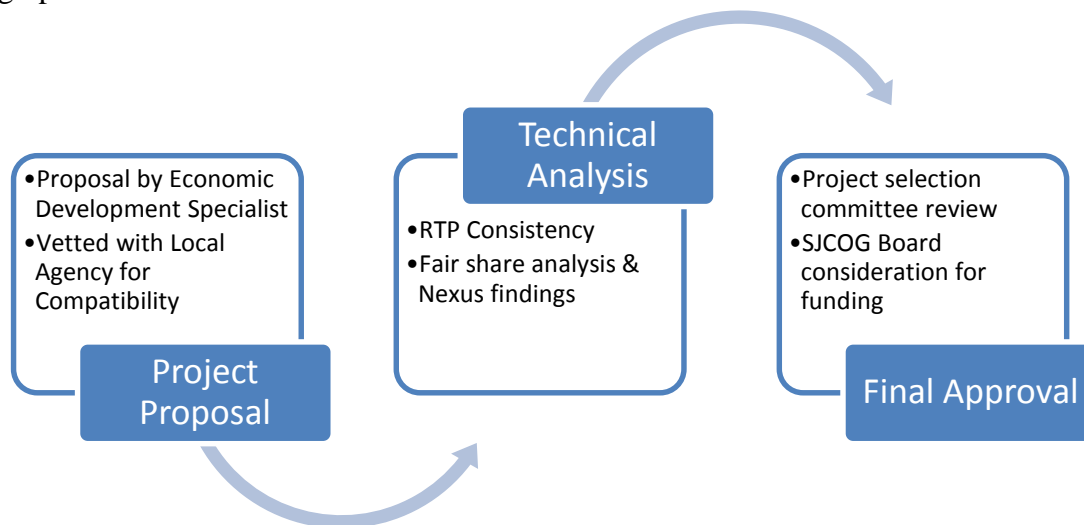 •Proposal by Economic
Development Specialist
•Vetted with Local
Agency for
Compatibility
Project
Proposal
Technical
Analysis
•RTP Consistency
•Fair share analysis &
Nexus findings
•Project selection
committee review
•SJCOG Board
consideration for
funding
Final Approval